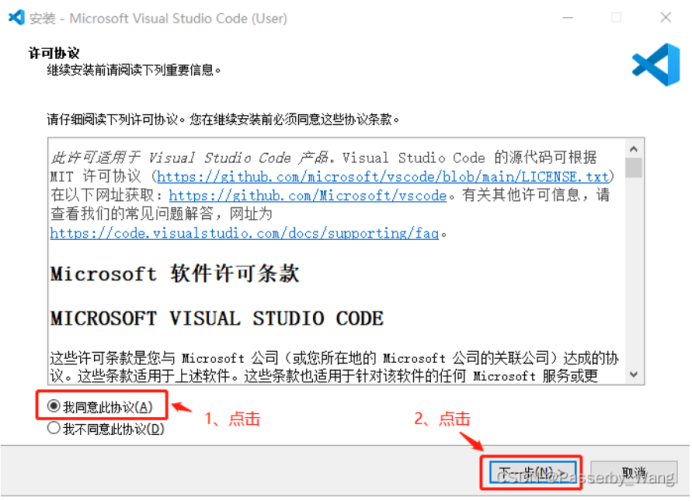 安装 - Microsoft Visual Studio Code (User)
许可协议
继续安装前请阅读下列重要信息。
请仔细阅读下列许可协议。您在继续安装前必须同意这些协议条款。
此许可适用于 Visual Studio Code 产品。Visual Studio Code 的源代码可根据
MIT 许可协议 (https://github.com/microsoft/vscode/blob/main/LICENSE.txt)
在以下网址获取：https://github.com/Microsoft/vscode。有关其他许可信息，请
查看我们的常见问题解答，网址为
https://code.visualstudio.com/docs/supporting/faq。
Microsoft 软件许可条款
MICROSOFT VISUAL STUDIO CODE
这些许可条款是您与 Microsoft 公司（或您所在地的 Microsoft 公司的关联公司）达成的协
议。这些条款适用于上述软件。这些条款也适用于针对该软件的任何 Microsoft 服务或更
我同意此协议(A)
1、点击
2、点击
我不同意此协议(D)
下一步(N) >
取消
CSDN @Passerby_Wang